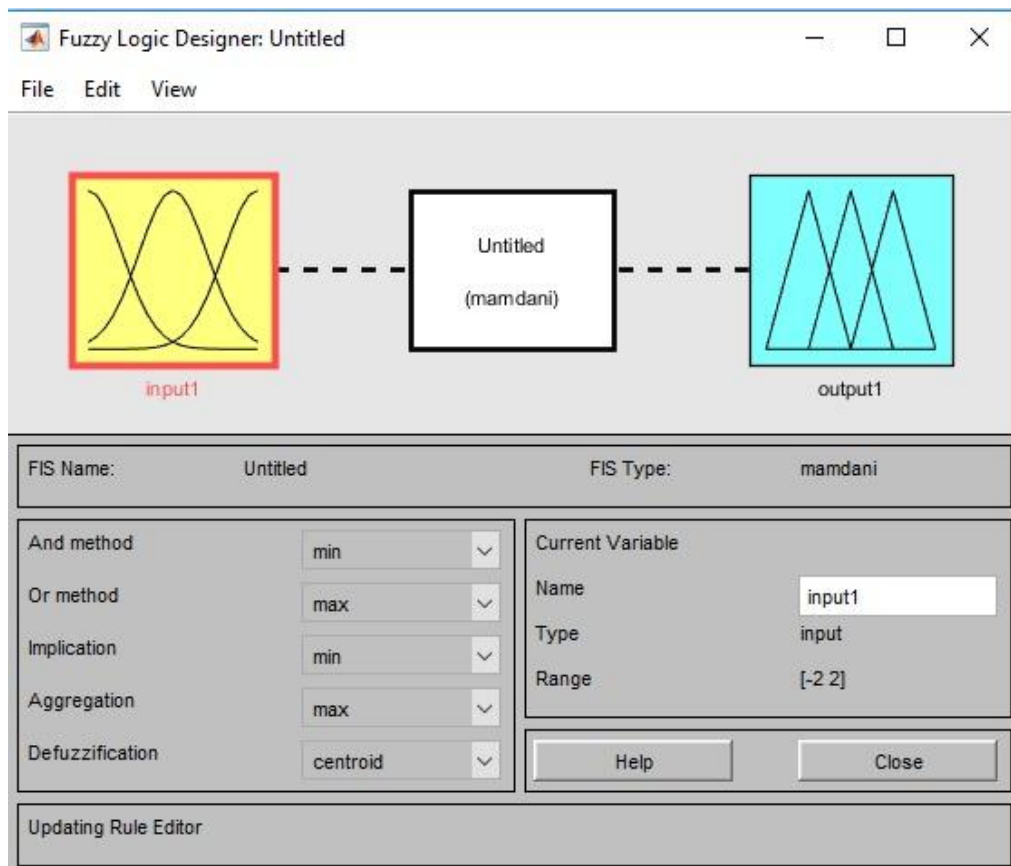 Fuzzy Logic Designer: Untitled
File Edit View
Untitled
(mamdani)
input1
output1
FIS Name: Untitled FIS Type: mamdani
And method min
Or method max
Implication min
Aggregation max
Defuzzification centroid
Current Variable
Name input1
Type input
Range [-2 2]
Help Close
Updating Rule Editor